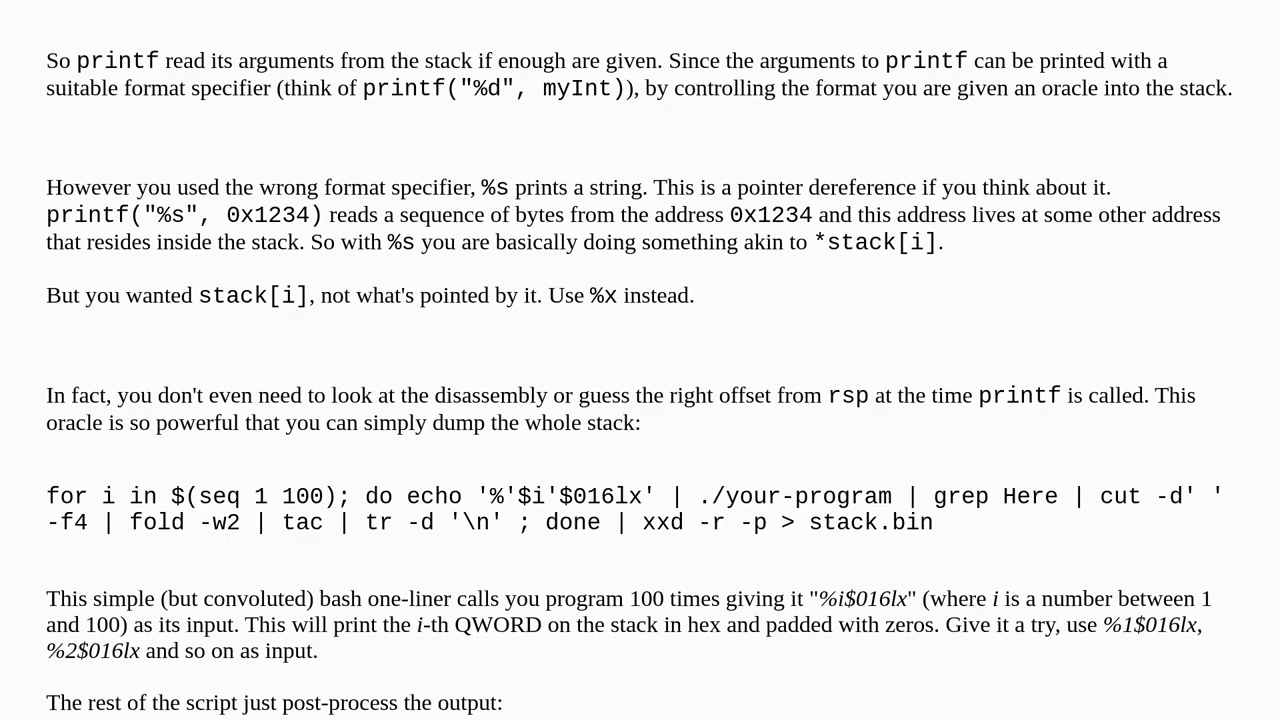 So printf read its arguments from the stack if enough are given. Since the arguments to printf can be printed with a
suitable format specifier (think of printf("%d", myInt)), by controlling the format you are given an oracle into the stack.
However you used the wrong format specifier, %s prints a string. This is a pointer dereference if you think about it.
printf("%s", 0x1234) reads a sequence of bytes from the address 0x1234 and this address lives at some other address
that resides inside the stack. So with %s you are basically doing something akin to *stack[i].
But you wanted stack[i], not what's pointed by it. Use %x instead.
In fact, you don't even need to look at the disassembly or guess the right offset from rsp at the time printf is called. This
oracle is so powerful that you can simply dump the whole stack:
for i in $(seq 1 100); do echo '%'$i'$016lx' | ./your-program | grep Here | cut -d' '
-f4 | fold -w2 | tac | tr -d '\n' ; done | xxd -r -p > stack.bin
This simple (but convoluted) bash one-liner calls you program 100 times giving it "%i$016lx" (where i is a number between 1
and 100) as its input. This will print the i-th QWORD on the stack in hex and padded with zeros. Give it a try, use %1$016lx,
%2$016lx and so on as input.
The rest of the script just post-process the output: